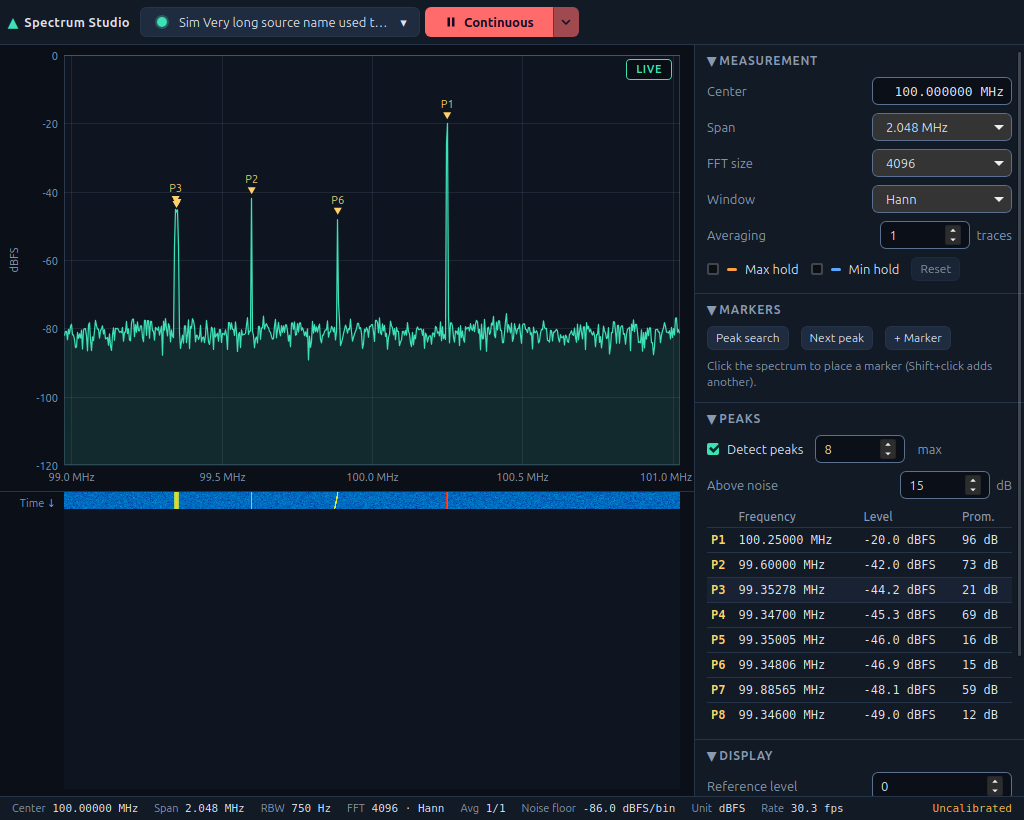 Spectrum Studio
Sim Very long source name used t… ▼
Continuous
0
-20
-40
-60
-80
-100
-120
dBFS
LIVE
P1
P2
P3
P6
99.0 MHz
99.5 MHz
100.0 MHz
100.5 MHz
101.0 MHz
Time ↓
▼ MEASUREMENT
Center 100.000000 MHz
Span 2.048 MHz
FFT size 4096
Window Hann
Averaging 1 traces
Max hold Min hold Reset
▼ MARKERS
Peak search Next peak + Marker
Click the spectrum to place a marker (Shift+click adds
another).
▼ PEAKS
Detect peaks 8 max
Above noise 15 dB
Frequency Level Prom.
P1 100.25000 MHz -20.0 dBFS 96 dB
P2 99.60000 MHz -42.0 dBFS 73 dB
P3 99.35278 MHz -44.2 dBFS 21 dB
P4 99.34700 MHz -45.3 dBFS 69 dB
P5 99.35005 MHz -46.0 dBFS 16 dB
P6 99.34806 MHz -46.9 dBFS 15 dB
P7 99.88565 MHz -48.1 dBFS 59 dB
P8 99.34600 MHz -49.0 dBFS 12 dB
▼ DISPLAY
Reference level 0
Center 100.00000 MHz Span 2.048 MHz RBW 750 Hz FFT 4096 · Hann Avg 1/1 Noise floor -86.0 dBFS/bin Unit dBFS Rate 30.3 fps Uncalibrated